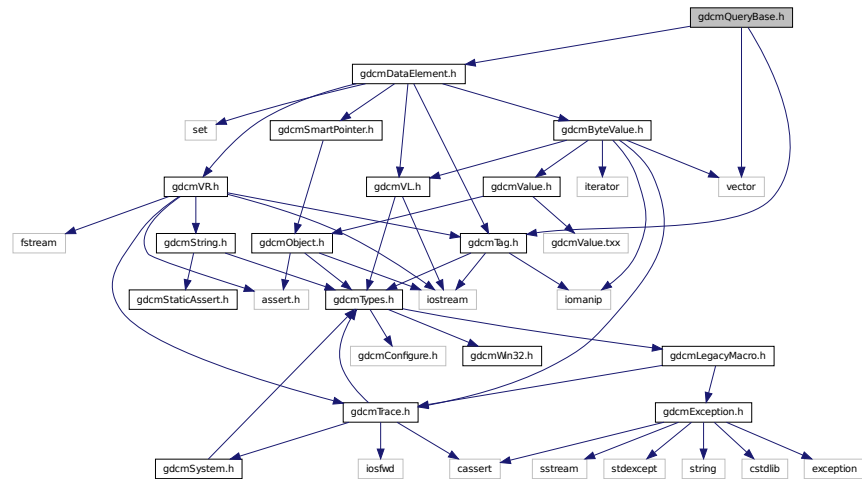 gdcmQueryBase.h
gdcmDataElement.h
set
gdcmSmartPointer.h
gdcmByteValue.h
gdcmVR.h
gdcmVL.h
gdcmValue.h
iterator
vector
fstream
gdcmString.h
gdcmObject.h
gdcmTag.h
gdcmValue.txx
gdcmStaticAssert.h
assert.h
gdcmTypes.h
iostream
iomanip
gdcmConfigure.h
gdcmWin32.h
gdcmLegacyMacro.h
gdcmTrace.h
gdcmException.h
gdcmSystem.h
iosfwd
cassert
sstream
stdexcept
string
cstdlib
exception